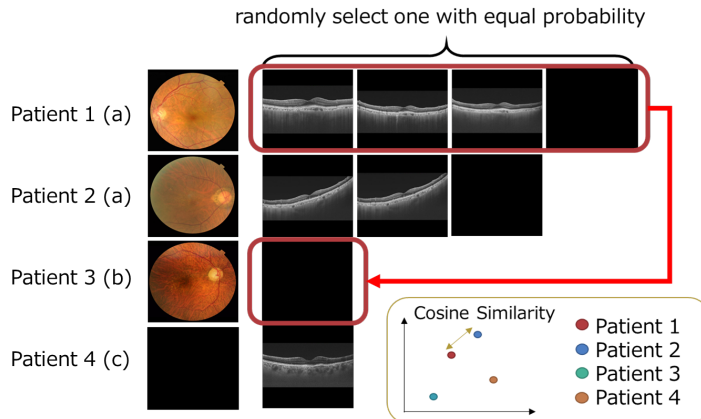 randomly select one with equal probability
Patient 1 (a)
Patient 2 (a)
Patient 3 (b)
Patient 4 (c)
Cosine Similarity
Patient 1
Patient 2
Patient 3
Patient 4